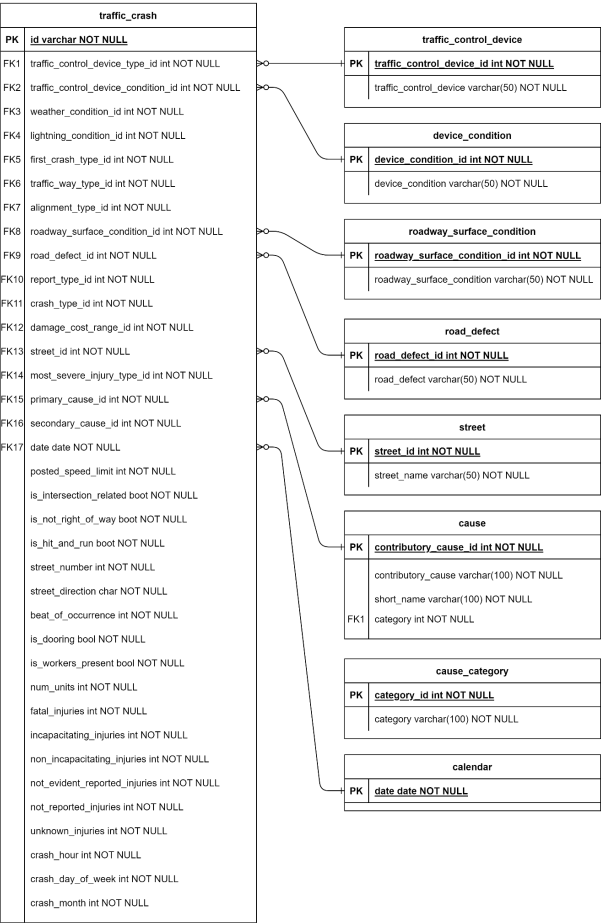 traffic_crash
PK id varchar NOT NULL
FK1 traffic_control_device_type_id int NOT NULL
FK2 traffic_control_device_condition_id int NOT NULL
FK3 weather_condition_id int NOT NULL
FK4 lightning_condition_id int NOT NULL
FK5 first_crash_type_id int NOT NULL
FK6 traffic_way_type_id int NOT NULL
FK7 alignment_type_id int NOT NULL
FK8 roadway_surface_condition_id int NOT NULL
FK9 road_defect_id int NOT NULL
FK10 report_type_id int NOT NULL
FK11 crash_type_id int NOT NULL
FK12 damage_cost_range_id int NOT NULL
FK13 street_id int NOT NULL
FK14 most_severe_injury_type_id int NOT NULL
FK15 primary_cause_id int NOT NULL
FK16 secondary_cause_id int NOT NULL
FK17 date date NOT NULL
posted_speed_limit int NOT NULL
is_intersection_related boot NOT NULL
is_not_right_of_way boot NOT NULL
is_hit_and_run boot NOT NULL
street_number int NOT NULL
street_direction char NOT NULL
beat_of_occurrence int NOT NULL
is_dooring bool NOT NULL
is_workers_present bool NOT NULL
num_units int NOT NULL
fatal_injuries int NOT NULL
incapacitating_injuries int NOT NULL
non_incapacitating_injuries int NOT NULL
not_evident_reported_injuries int NOT NULL
not_reported_injuries int NOT NULL
unknown_injuries int NOT NULL
crash_hour int NOT NULL
crash_day_of_week int NOT NULL
crash_month int NOT NULL
traffic_control_device
PK traffic_control_device_id int NOT NULL
traffic_control_device varchar(50) NOT NULL
device_condition
PK device_condition_id int NOT NULL
device_condition varchar(50) NOT NULL
roadway_surface_condition
PK roadway_surface_condition_id int NOT NULL
roadway_surface_condition varchar(50) NOT NULL
road_defect
PK road_defect_id int NOT NULL
road_defect varchar(50) NOT NULL
street
PK street_id int NOT NULL
street_name varchar(50) NOT NULL
cause
PK contributory_cause_id int NOT NULL
contributory_cause varchar(100) NOT NULL
short_name varchar(100) NOT NULL
FK1 category int NOT NULL
cause_category
PK category_id int NOT NULL
category varchar(100) NOT NULL
calendar
PK date date NOT NULL